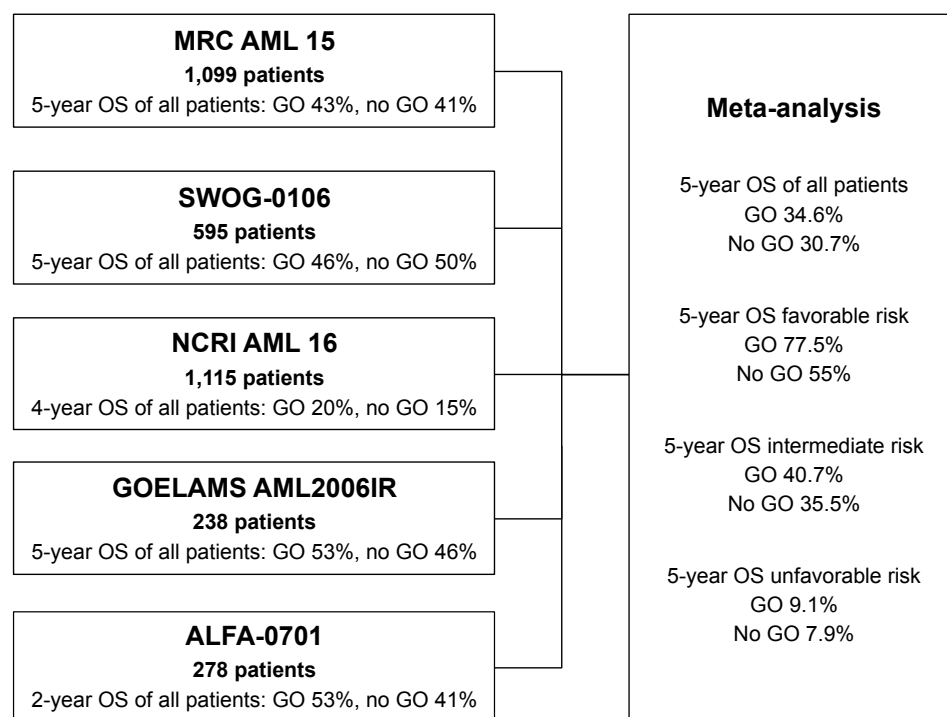 MRC AML 15
1,099 patients
5-year OS of all patients: GO 43%, no GO 41%
SWOG-0106
595 patients
5-year OS of all patients: GO 46%, no GO 50%
NCRI AML 16
1,115 patients
4-year OS of all patients: GO 20%, no GO 15%
GOELAMS AML2006IR
238 patients
5-year OS of all patients: GO 53%, no GO 46%
ALFA-0701
278 patients
2-year OS of all patients: GO 53%, no GO 41%
Meta-analysis
5-year OS of all patients
GO 34.6%
No GO 30.7%
5-year OS favorable risk
GO 77.5%
No GO 55%
5-year OS intermediate risk
GO 40.7%
No GO 35.5%
5-year OS unfavorable risk
GO 9.1%
No GO 7.9%